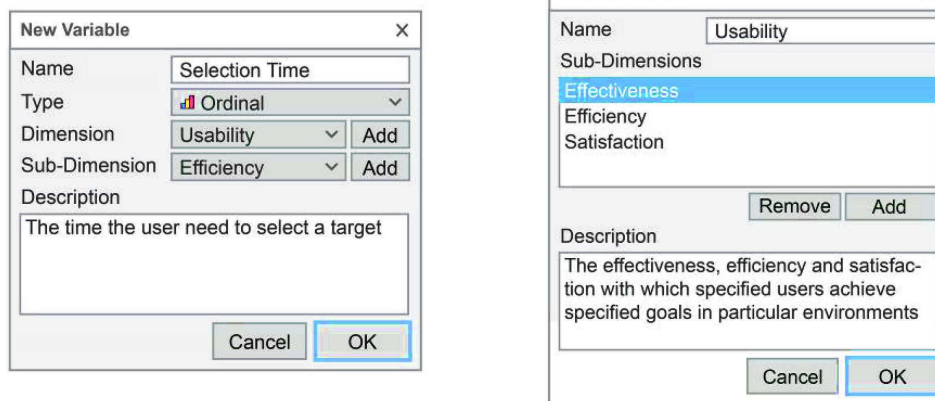 New Variable
Name Selection Time
Type Ordinal
Dimension Usability Add
Sub-Dimension Efficiency Add
Description
The time the user need to select a target
Cancel OK
Name Usability
Sub-Dimensions
Effectiveness
Efficiency
Satisfaction
Remove Add
Description
The effectiveness, efficiency and satisfac-
tion with which specified users achieve
specified goals in particular environments
Cancel OK